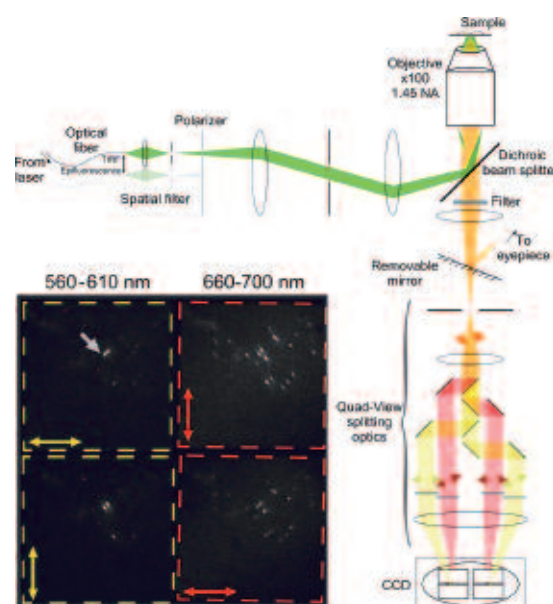 Sample
Objective
x100
1.45 NA
Polarizer
Optical
fiber
From
laser
TIRF
Epifluorescence
Spatial filter
Dichroic
beam splitte
Filter
To
eyepiece
Removable
mirror
560-610 nm
660-700 nm
Quad-View
splitting
optics
CCD